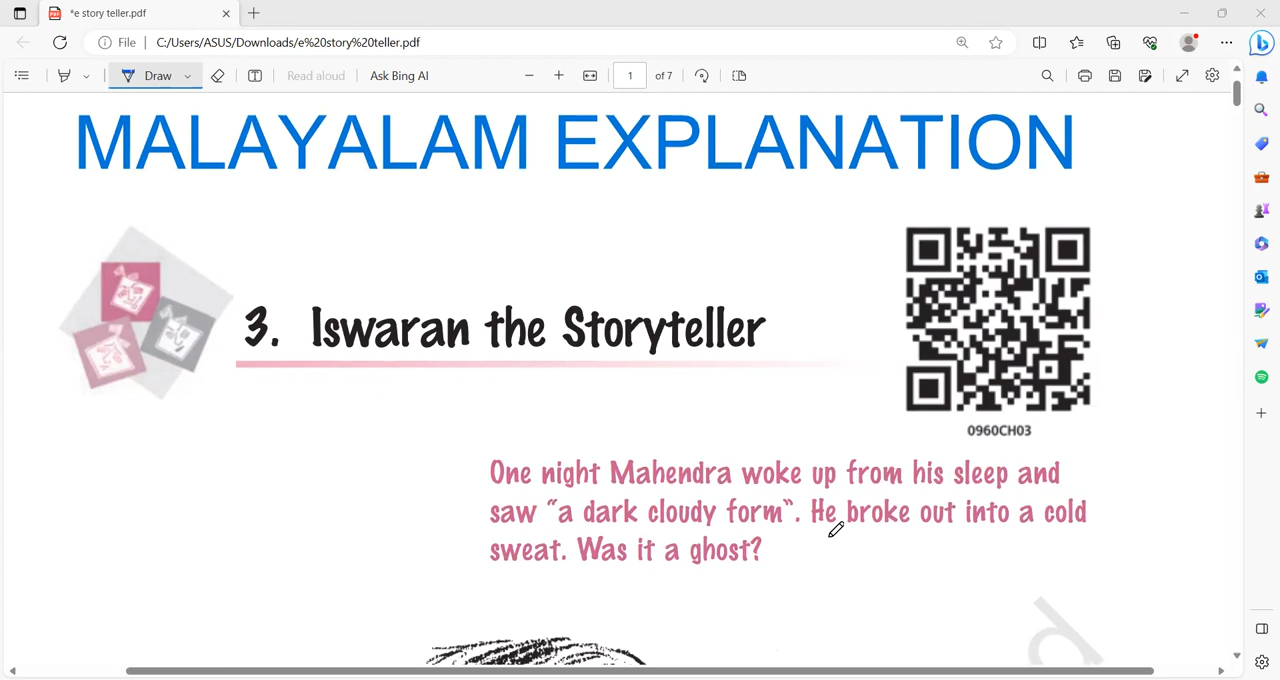 *e story teller.pdf
File
C:/Users/ASUS/Downloads/e%20story%20teller.pdf
Draw
Read aloud
Ask Bing AI
1 of 7
MALAYALAM EXPLANATION
3. Iswaran the Storyteller
0960CH03
One night Mahendra woke up from his sleep and
saw “a dark cloudy form”. He broke out into a cold
sweat. Was it a ghost?
d